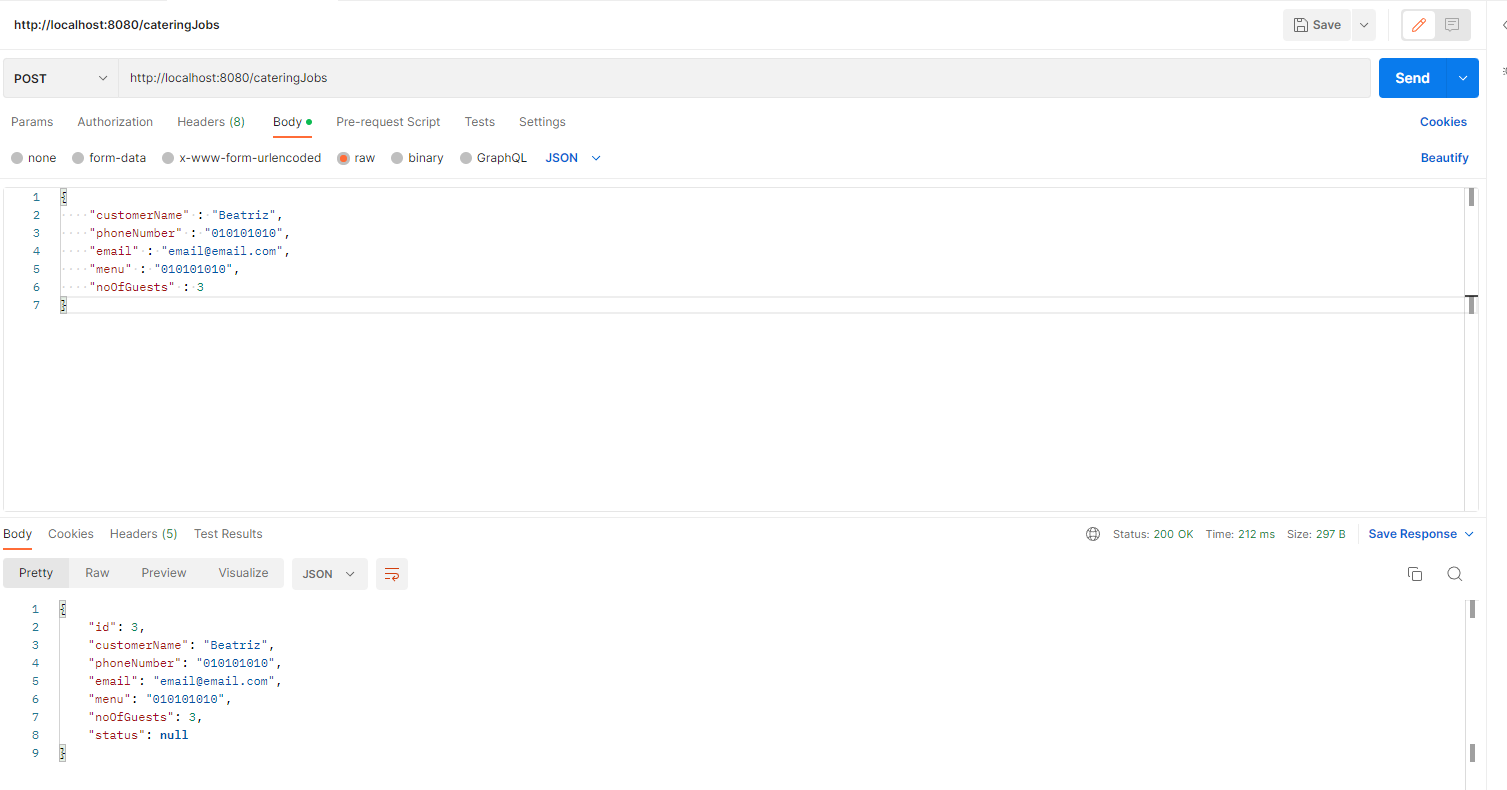 http://localhost:8080/cateringJobs Save
POST http://localhost:8080/cateringJobs Send
Params Authorization Headers (8) Body Pre-request Script Tests Settings Cookies
none form-data x-www-form-urlencoded raw binary GraphQL JSON Beautify
1 {
2 "customerName" : "Beatriz",
3 "phoneNumber" : "010101010",
4 "email" : "email@email.com",
5 "menu" : "010101010",
6 "noOfGuests" : 3
7 }
Body Cookies Headers (5) Test Results Status: 200 OK Time: 212 ms Size: 297 B Save Response
Pretty Raw Preview Visualize JSON
1 {
2 "id": 3,
3 "customerName": "Beatriz",
4 "phoneNumber": "010101010",
5 "email": "email@email.com",
6 "menu": "010101010",
7 "noOfGuests": 3,
8 "status": null
9 }